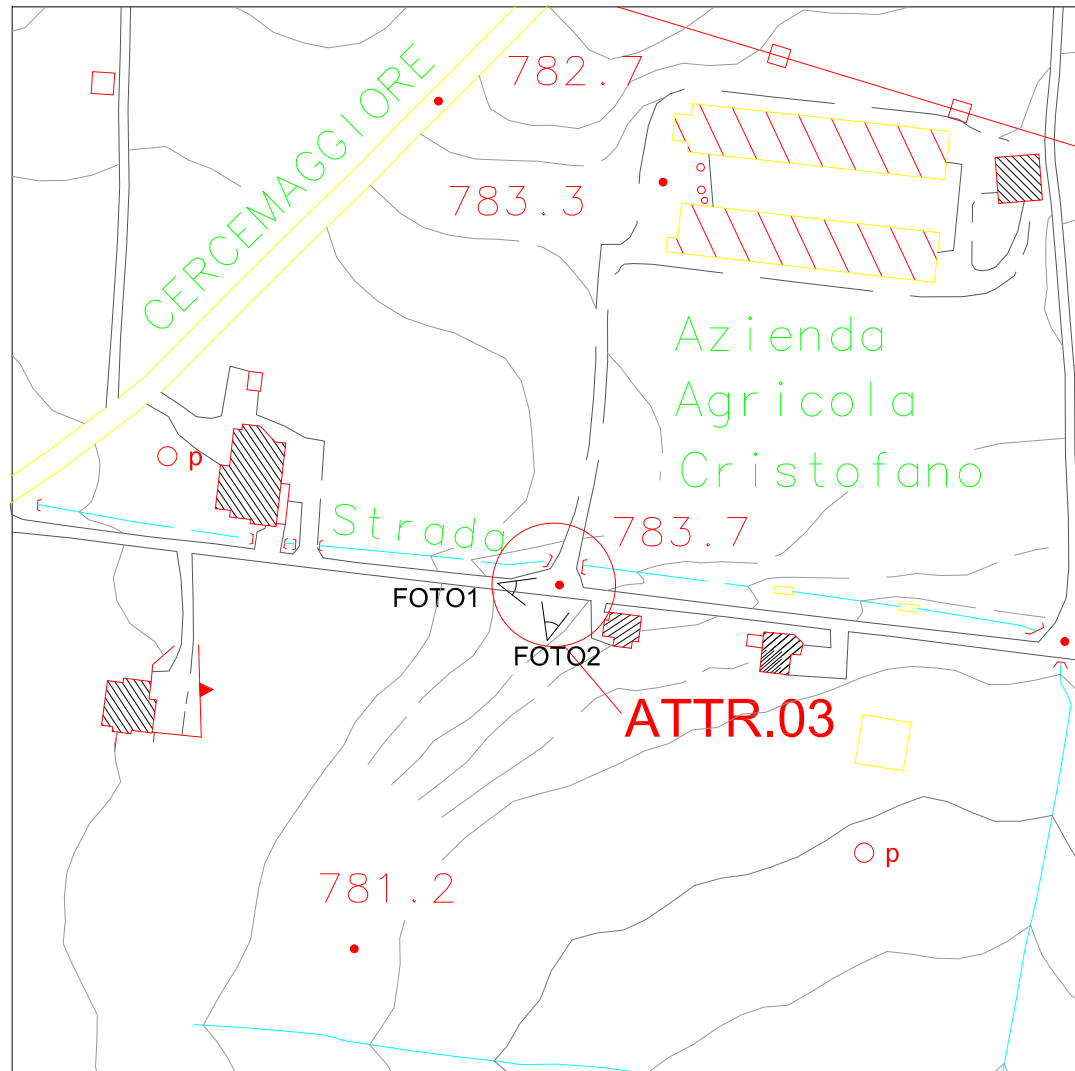 782.7
CERCEMAGGIORE
783.3
Azienda
Agricola
Cristofano
p
Strada
783.7
FOTO1
FOTO2
ATTR.03
p
781.2